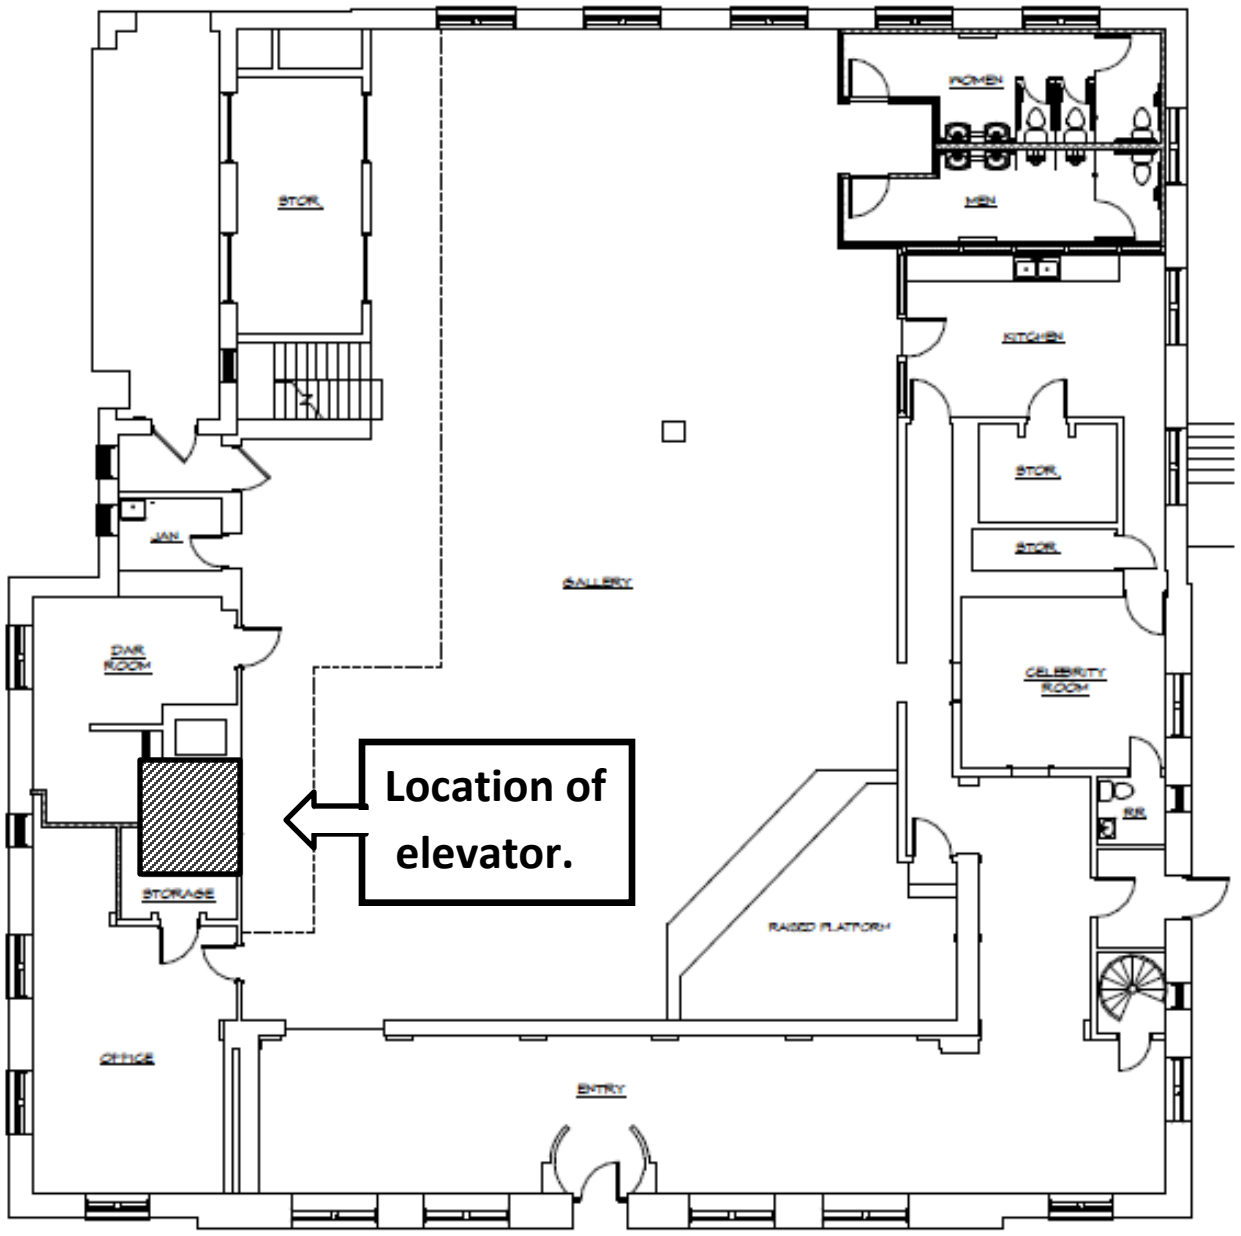 WOMEN
STOR.
MEN
KITCHEN
STOR.
JAN
STOR.
GALLERY
DAR
ROOM
CELEBRITY
ROOM
Location of
elevator.
RR
STORAGE
RAISED PLATFORM
OFFICE
ENTRY